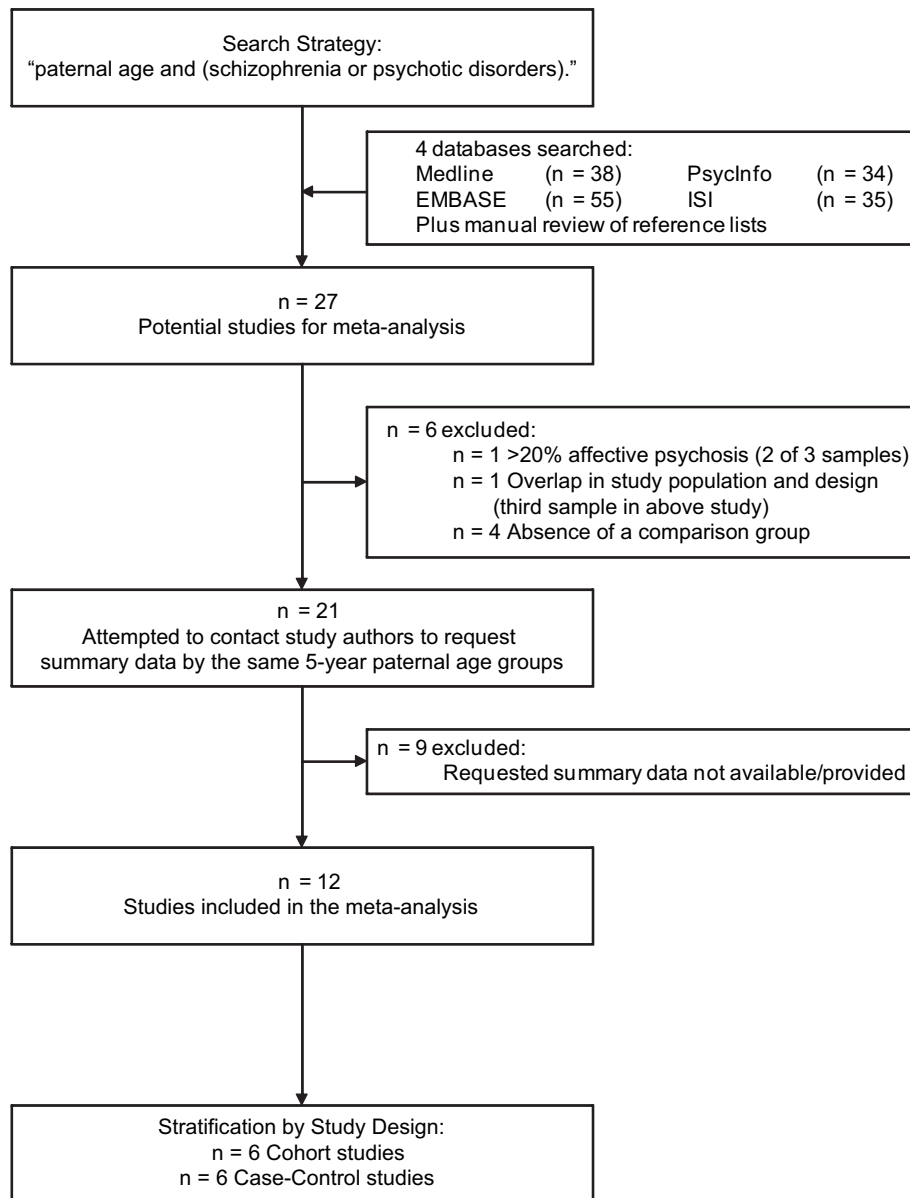 Search Strategy:
“paternal age and (schizophrenia or psychotic disorders).”
4 databases searched:
Medline (n = 38) PsycInfo (n = 34)
EMBASE (n = 55) ISI (n = 35)
Plus manual review of reference lists
n = 27
Potential studies for meta-analysis
n = 6 excluded:
n = 1 >20% affective psychosis (2 of 3 samples)
n = 1 Overlap in study population and design
(third sample in above study)
n = 4 Absence of a comparison group
n = 21
Attempted to contact study authors to request
summary data by the same 5-year paternal age groups
n = 9 excluded:
Requested summary data not available/provided
n = 12
Studies included in the meta-analysis
Stratification by Study Design:
n = 6 Cohort studies
n = 6 Case-Control studies